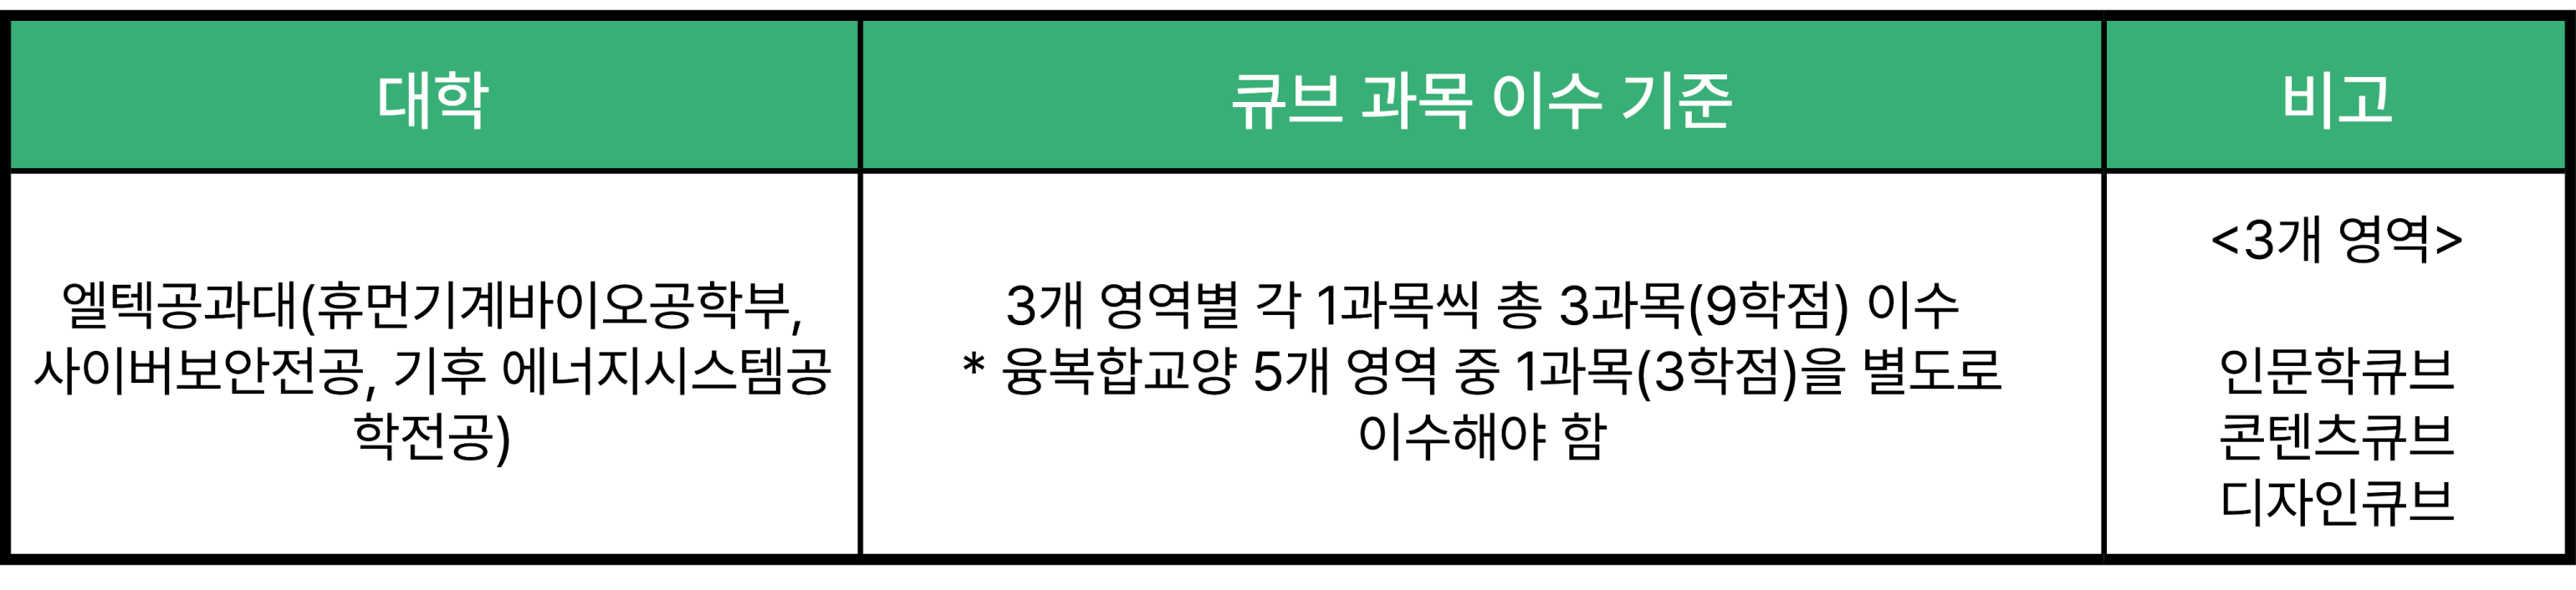 대학
큐브 과목 이수 기준
비고
엘텍공과대(휴먼기계바이오공학부,
사이버보안전공, 기후 에너지시스템공
학전공)
3개 영역별 각 1과목씩 총 3과목(9학점) 이수
* 융복합교양 5개 영역 중 1과목(3학점)을 별도로
이수해야 함
<3개 영역>
인문학큐브
콘텐츠큐브
디자인큐브